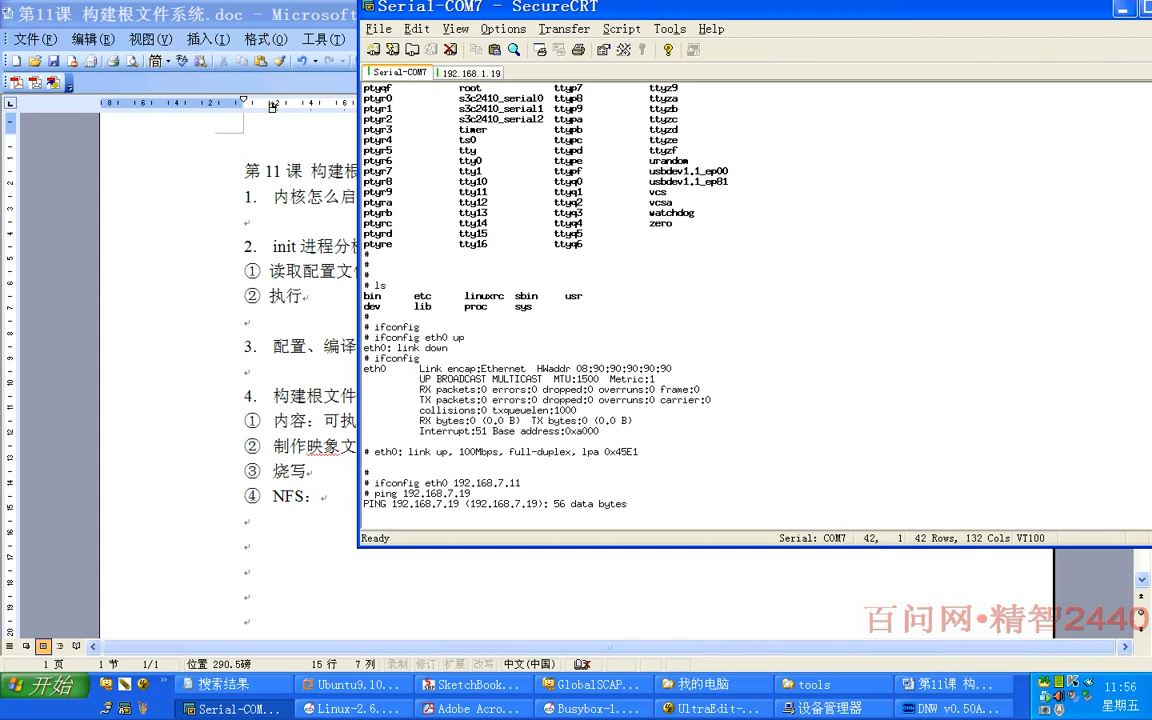 第11课 构建根文件系统.doc - Microsoft
文件(F) 编辑(E) 视图(V) 插入(I) 格式(O) 工具(T)
第 11 课 构建根
1. 内核怎么启
2. init 进程分析
① 读取配置文件
② 执行
3. 配置、编译
4. 构建根文件
① 内容：可执
② 制作映象文
③ 烧写
④ NFS：
Serial-COM7 - SecureCRT
File Edit View Options Transfer Script Tools Help
Serial-COM7 192.168.1.19
ptyqf root ttyp7 ttyz9
ptyr0 s3c2410_serial0 ttyp8 ttyza
ptyr1 s3c2410_serial1 ttyp9 ttyzb
ptyr2 s3c2410_serial2 ttypa ttyzc
ptyr3 timer ttypb ttyzd
ptyr4 ts0 ttypc ttyze
ptyr5 tty ttypd ttyzf
ptyr6 tty0 ttype urandom
ptyr7 tty1 ttypf usbdev1.1_ep00
ptyr8 tty10 ttyq0 usbdev1.1_ep81
ptyr9 tty11 ttyq1 vcs
ptyra tty12 ttyq2 vcsa
ptyrb tty13 ttyq3 watchdog
ptyrc tty14 ttyq4 zero
ptyrd tty15 ttyq5
ptyre tty16 ttyq6
#
#
#
# ls
bin etc linuxrc sbin usr
dev lib proc sys
#
# ifconfig
# ifconfig eth0 up
eth0: link down
# ifconfig
eth0 Link encap:Ethernet HWaddr 08:90:90:90:90:90
UP BROADCAST MULTICAST MTU:1500 Metric:1
RX packets:0 errors:0 dropped:0 overruns:0 frame:0
TX packets:0 errors:0 dropped:0 overruns:0 carrier:0
collisions:0 txqueuelen:1000
RX bytes:0 (0.0 B) TX bytes:0 (0.0 B)
Interrupt:51 Base address:0xa000
# eth0: link up, 100Mbps, full-duplex, lpa 0x45E1
#
# ifconfig eth0 192.168.7.11
# ping 192.168.7.19
PING 192.168.7.19 (192.168.7.19): 56 data bytes
Ready Serial: COM7 42, 1 42 Rows, 132 Cols VT100
百问网•精智2440
1 页 1 节 1/1 位置 290.5磅 15 行 7 列 录制 修订 扩展 改写 中文(中国)
开始 搜索结果 Ubuntu9.10... SketchBook... GlobalSCAP... 我的电脑 tools 第11课 构... 11:56
星期五
Serial-COM... Linux-2.6... Adobe Acro... Busybox-1... UltraEdit-... 设备管理器 DNW v0.50A...